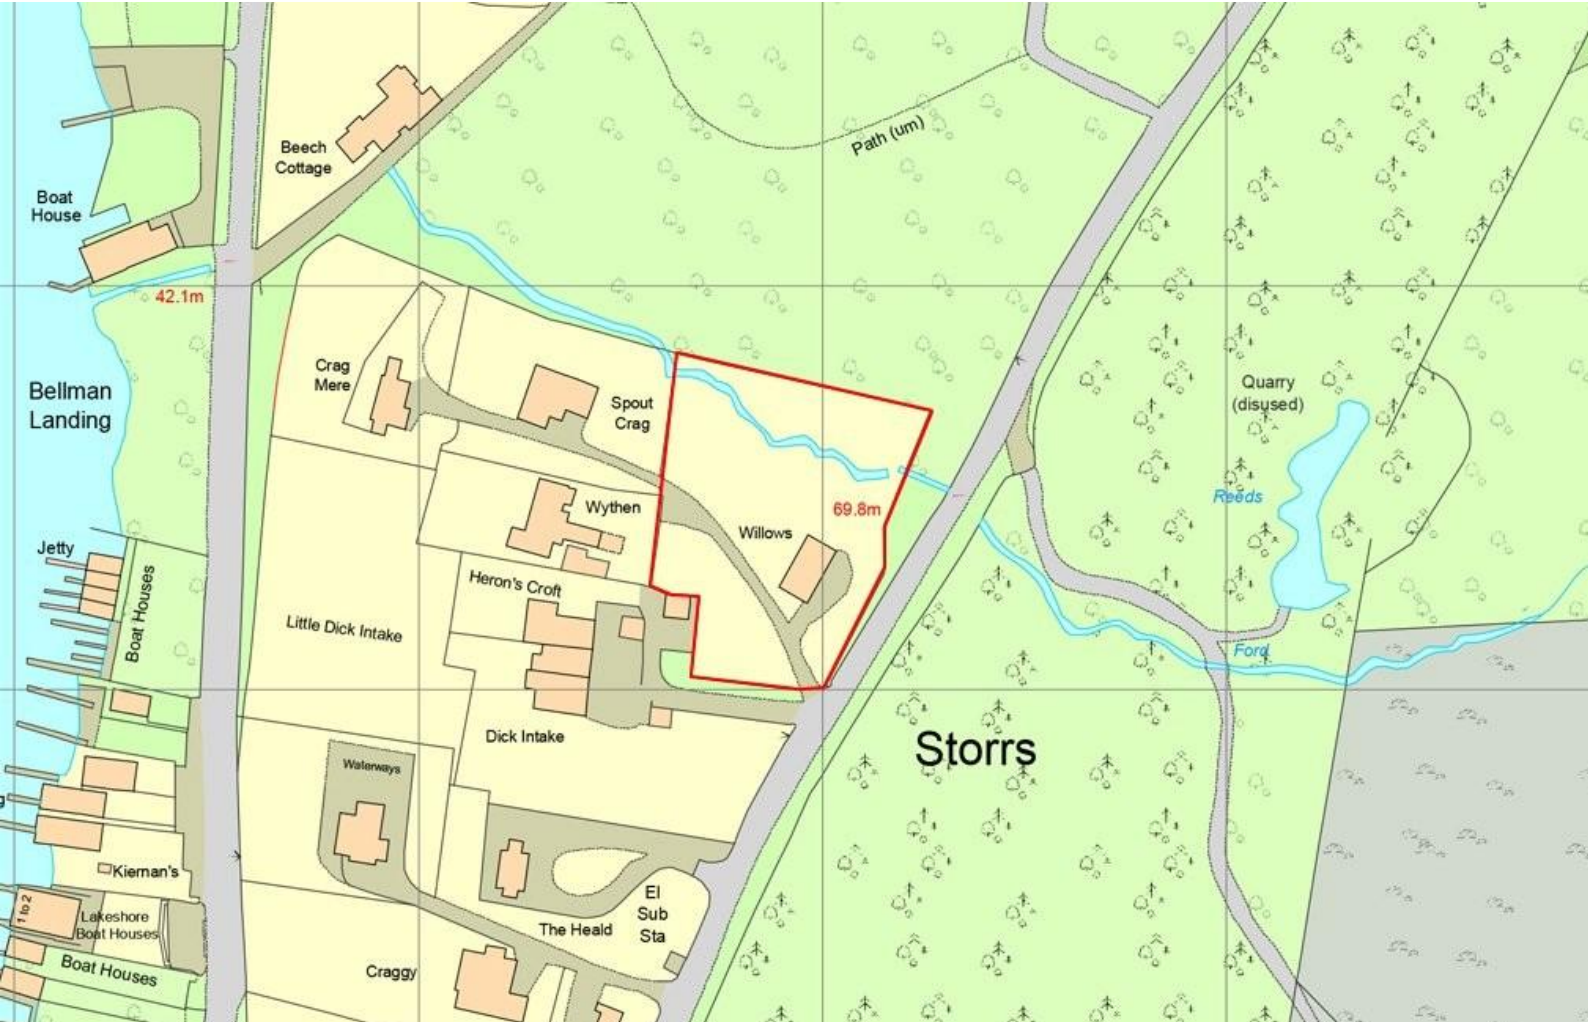 Path (um)
Beech
Cottage
Boat
House
42.1m
Crag
Mere
Bellman
Landing
Spout
Crag
Quarry
(disused)
Reeds
Wythen
Willows
69.8m
Jetty
Boat Houses
Heron's Croft
Little Dick Intake
Ford
Dick Intake
Storrs
Waterways
Kiernan's
1 to 2
Lakeshore
Boat Houses
El
Sub
Sta
The Heald
Boat Houses
Craggy